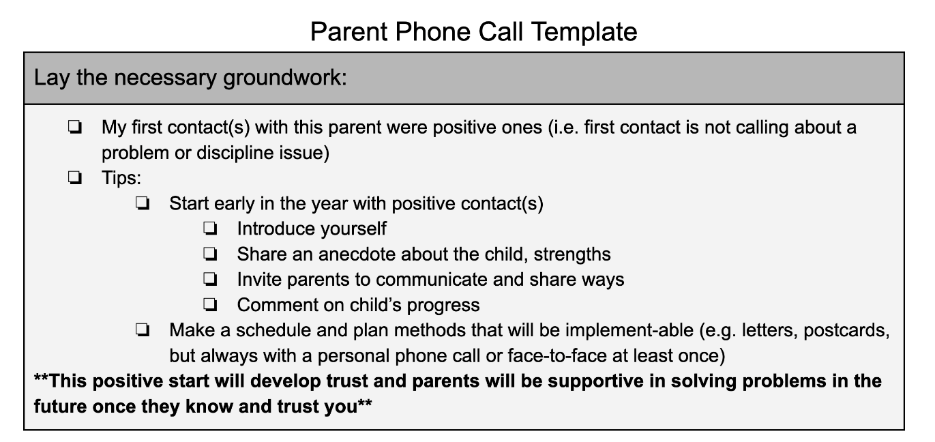 Parent Phone Call Template
Lay the necessary groundwork:
❏ My first contact(s) with this parent were positive ones (i.e. first contact is not calling about a
problem or discipline issue)
❏ Tips:
❏ Start early in the year with positive contact(s)
❏ Introduce yourself
❏ Share an anecdote about the child, strengths
❏ Invite parents to communicate and share ways
❏ Comment on child's progress
❏ Make a schedule and plan methods that will be implement-able (e.g. letters, postcards,
but always with a personal phone call or face-to-face at least once)
**This positive start will develop trust and parents will be supportive in solving problems in the
future once they know and trust you**